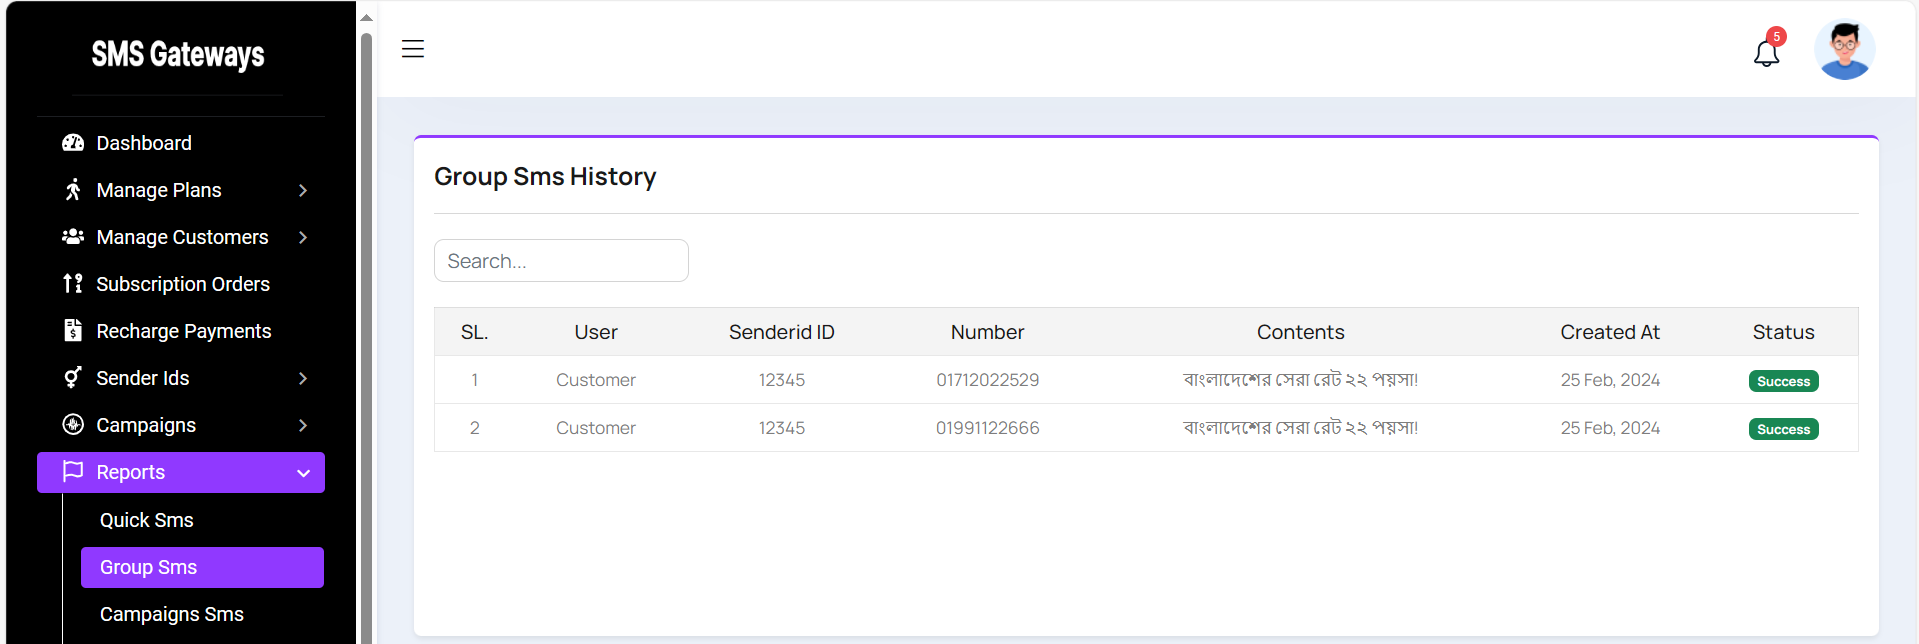 SMS Gateways
5
Dashboard
Manage Plans
Manage Customers
Subscription Orders
Recharge Payments
Sender Ids
Campaigns
Reports
Quick Sms
Group Sms
Campaigns Sms
Group Sms History
Search...
SL. User Senderid ID Number Contents Created At Status
1 Customer 12345 01712022529 বাংলাদেশের সেরা রেট ২২ পয়সা! 25 Feb, 2024 Success
2 Customer 12345 01991122666 বাংলাদেশের সেরা রেট ২২ পয়সা! 25 Feb, 2024 Success